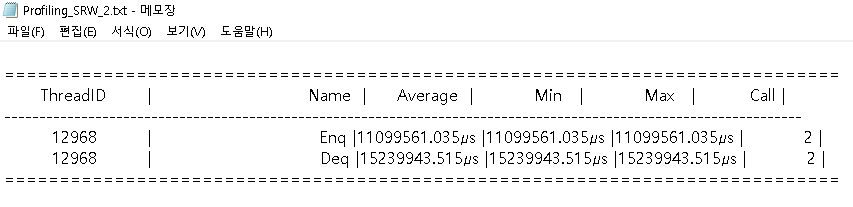 Profiling_SRW_2.txt - 메모장
파일(F) 편집(E) 서식(O) 보기(V) 도움말(H)
================================================================================
ThreadID | Name | Average | Min | Max | Call |
--------------------------------------------------------------------------------
12968 | Enq |11099561.035㎲ |11099561.035㎲ |11099561.035㎲ | 2 |
12968 | Deq |15239943.515㎲ |15239943.515㎲ |15239943.515㎲ | 2 |
================================================================================